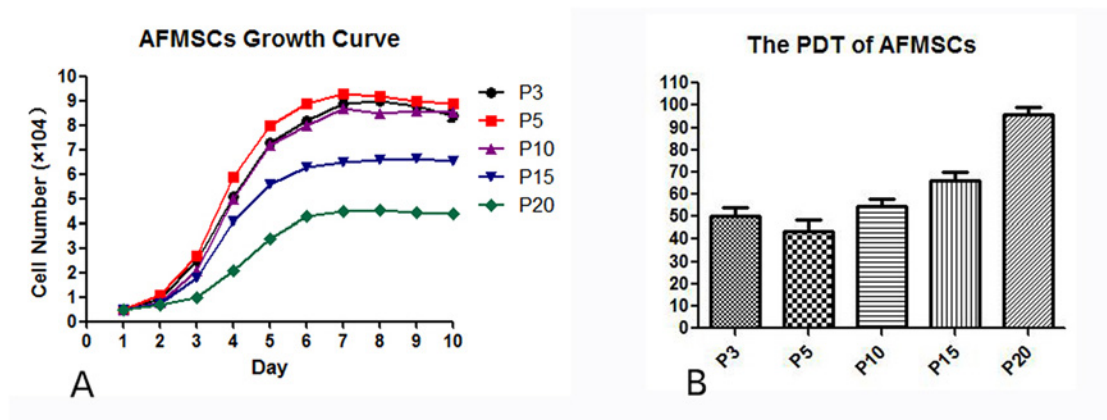 AFMSCs Growth Curve
10
9
8
7
6
5
4
3
2
1
0
Cell Number (×104)
0 1 2 3 4 5 6 7 8 9 10
Day
P3
P5
P10
P15
P20
A
The PDT of AFMSCs
110
100
90
80
70
60
50
40
30
20
10
0
P3 P5 P10 P15 P20
B